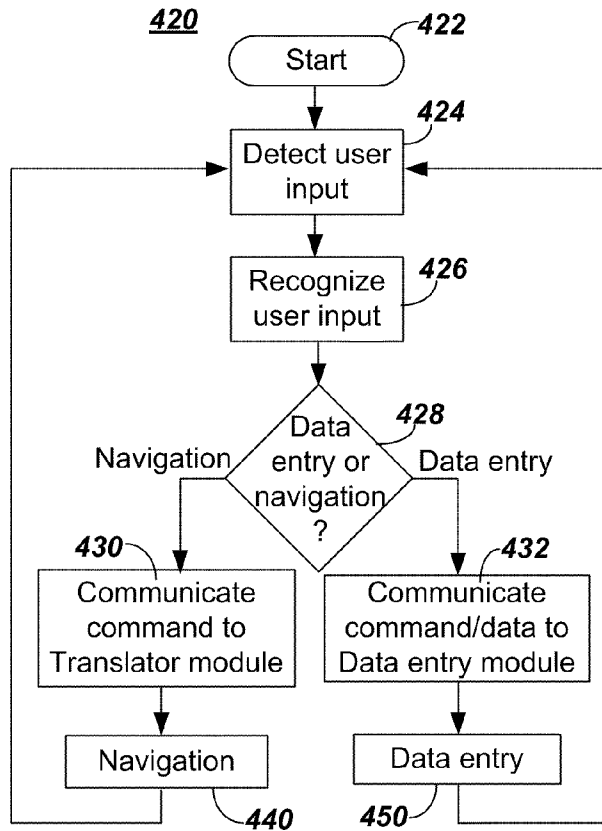 420
422
Start
424
Detect user
input
426
Recognize
user input
428
Data
entry or
navigation
?
Navigation
Data entry
430
Communicate
command to
Translator module
432
Communicate
command/data to
Data entry module
Navigation
440
Data entry
450